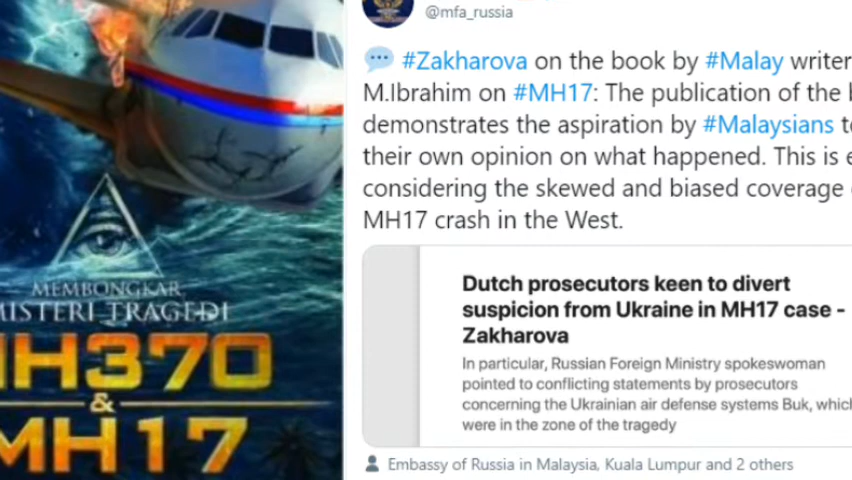 MEMBONGKAR
MISTERI TRAGEDI
MH370
&
MH17
@mfa_russia
#Zakharova on the book by #Malay writer
M.Ibrahim on #MH17: The publication of the
demonstrates the aspiration by #Malaysians
their own opinion on what happened. This is
considering the skewed and biased coverage
MH17 crash in the West.
Dutch prosecutors keen to divert
suspicion from Ukraine in MH17 case -
Zakharova
In particular, Russian Foreign Ministry spokeswoman
pointed to conflicting statements by prosecutors
concerning the Ukrainian air defense systems Buk, which
were in the zone of the tragedy
Embassy of Russia in Malaysia, Kuala Lumpur and 2 others